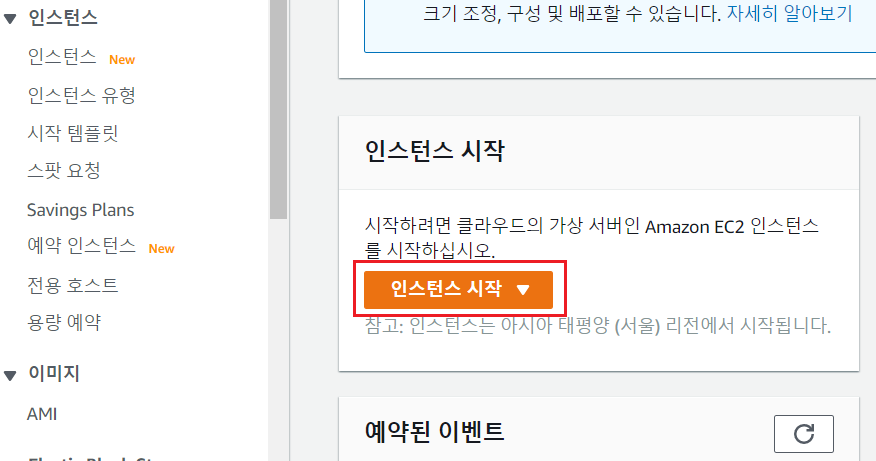 인스턴스
인스턴스 New
인스턴스 유형
시작 템플릿
스팟 요청
Savings Plans
예약 인스턴스 New
전용 호스트
용량 예약
이미지
AMI
크기 조정, 구성 및 배포할 수 있습니다. 자세히 알아보기
인스턴스 시작
시작하려면 클라우드의 가상 서버인 Amazon EC2 인스턴스
를 시작하십시오.
인스턴스 시작
참고: 인스턴스는 아시아 태평양 (서울) 리전에서 시작됩니다.
예약된 이벤트